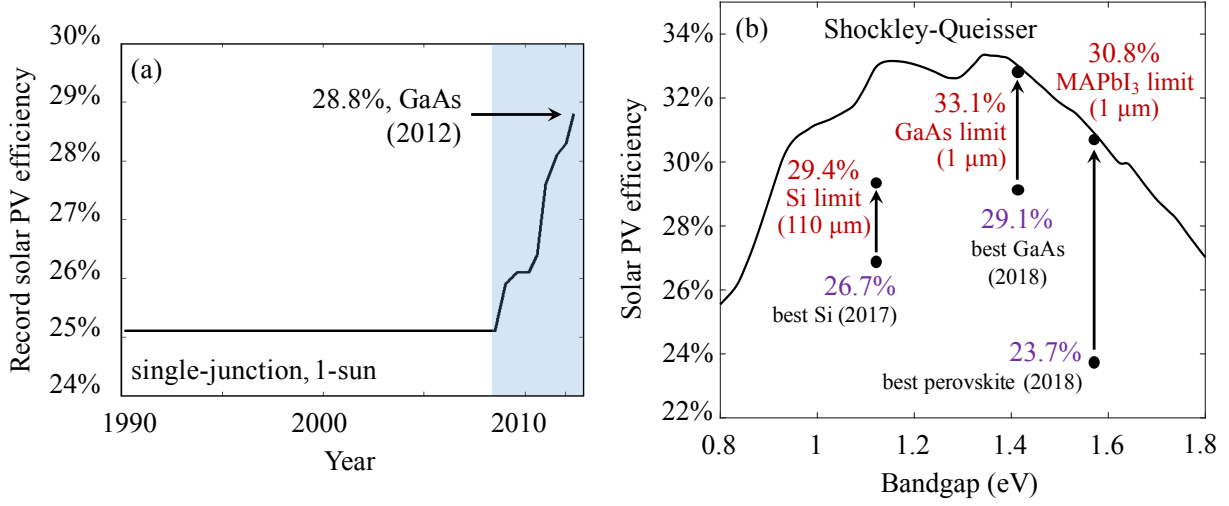 (a)
Record solar PV efficiency
30%
29%
28%
27%
26%
25%
24%
28.8%, GaAs
(2012)
single-junction, 1-sun
1990
2000
2010
Year
(b)
Shockley-Queisser
Solar PV efficiency
34%
32%
30%
28%
26%
24%
22%
29.4%
Si limit
(110 μm)
26.7%
best Si (2017)
33.1%
GaAs limit
(1 μm)
29.1%
best GaAs
(2018)
30.8%
MAPbI₃ limit
(1 μm)
23.7%
best perovskite (2018)
0.8
1
1.2
1.4
1.6
1.8
Bandgap (eV)